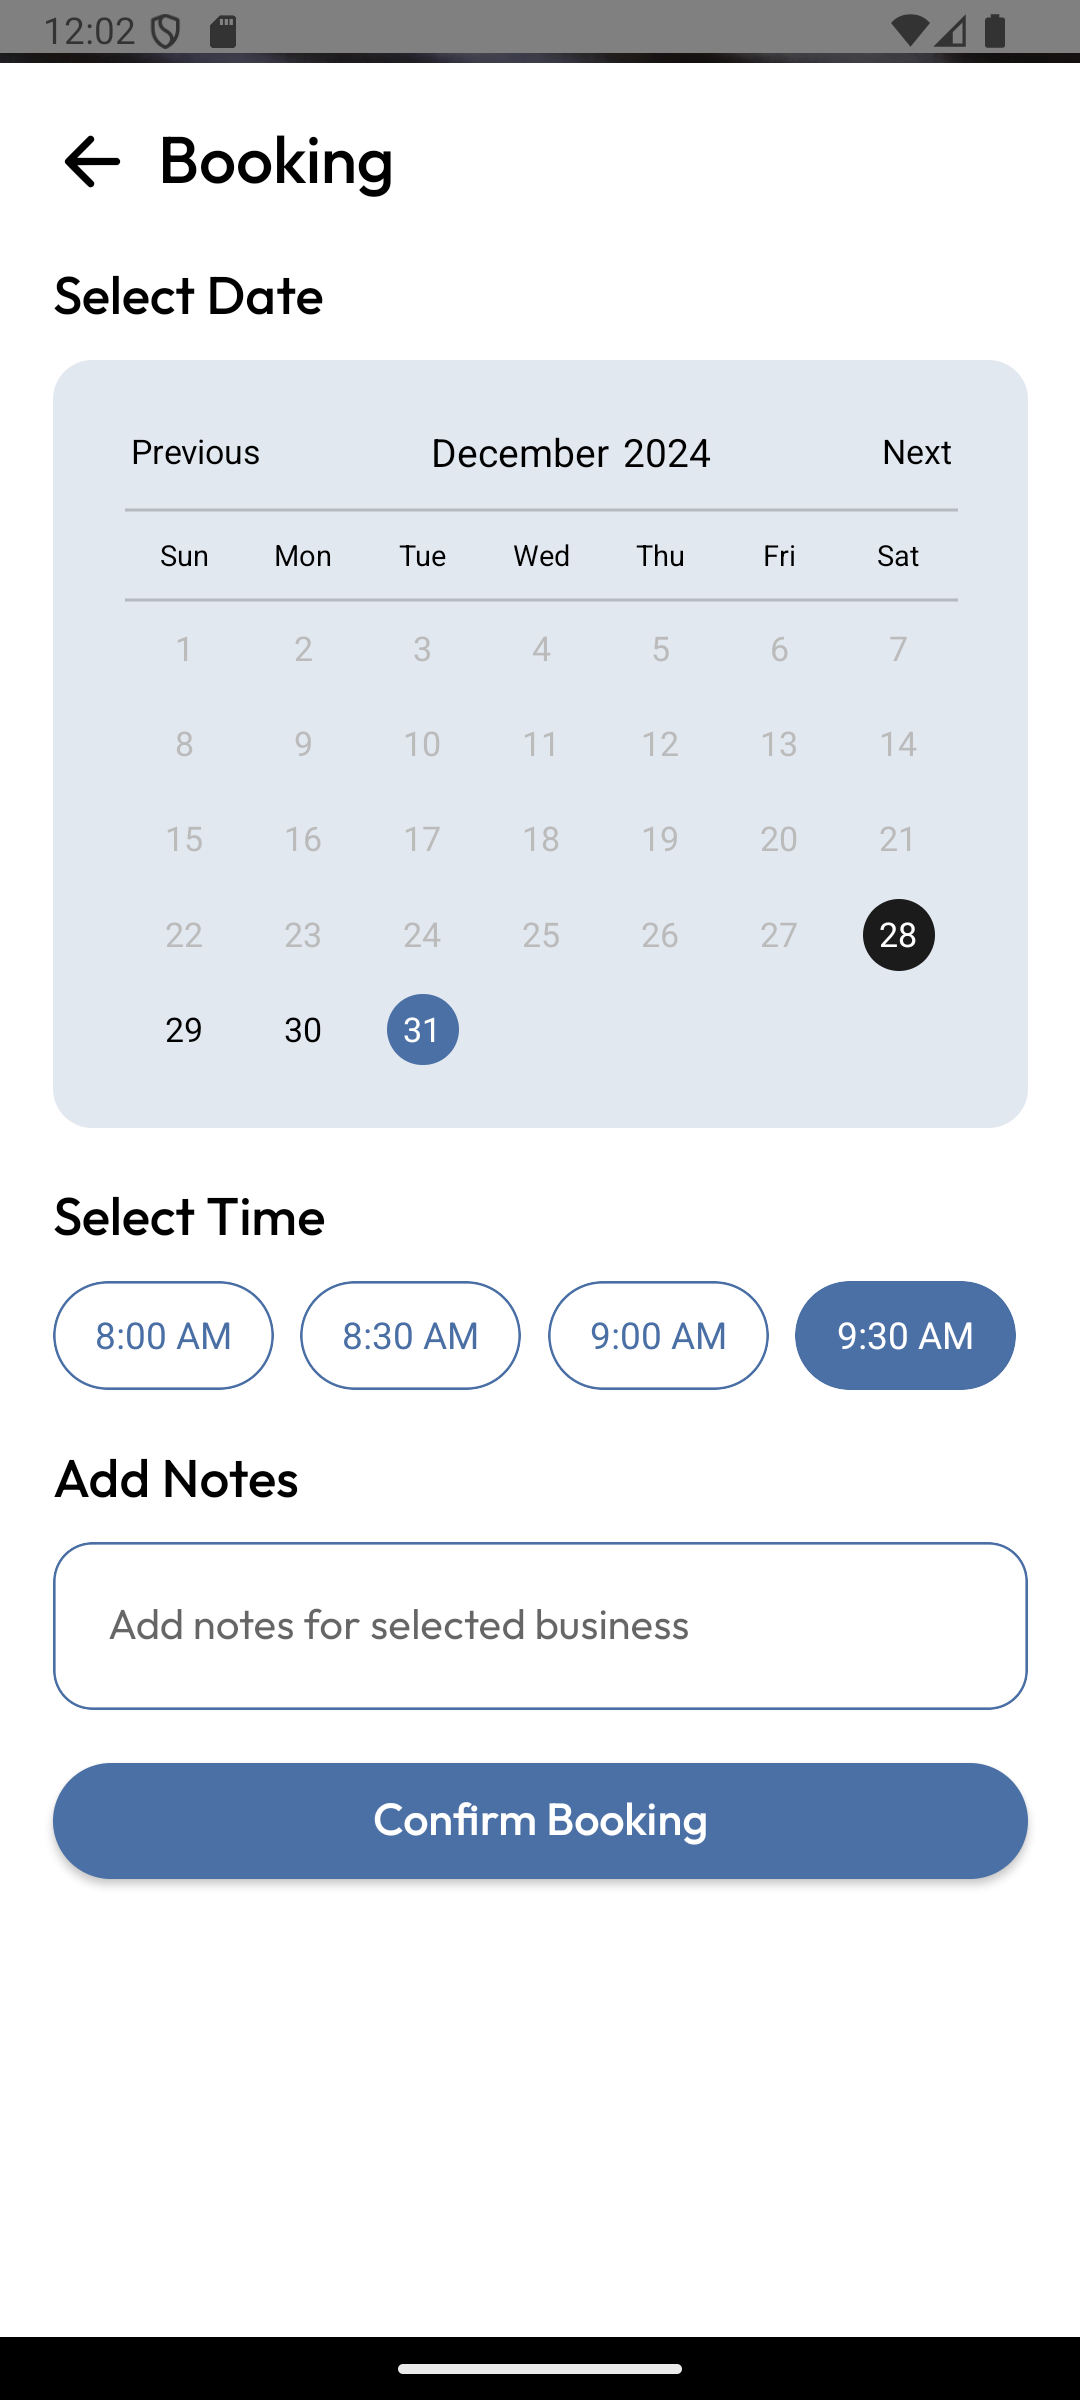 12:02
Booking
Select Date
Previous December 2024 Next
Sun Mon Tue Wed Thu Fri Sat
1 2 3 4 5 6 7
8 9 10 11 12 13 14
15 16 17 18 19 20 21
22 23 24 25 26 27 28
29 30 31
Select Time
8:00 AM 8:30 AM 9:00 AM 9:30 AM
Add Notes
Add notes for selected business
Confirm Booking